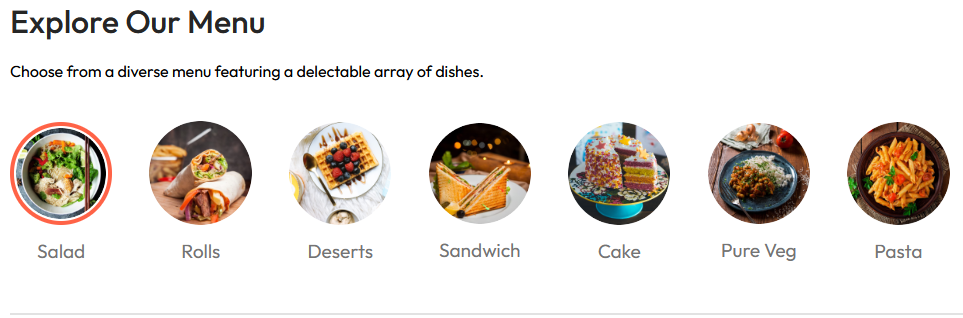 Explore Our Menu
Choose from a diverse menu featuring a delectable array of dishes.
Salad
Rolls
Deserts
Sandwich
Cake
Pure Veg
Pasta